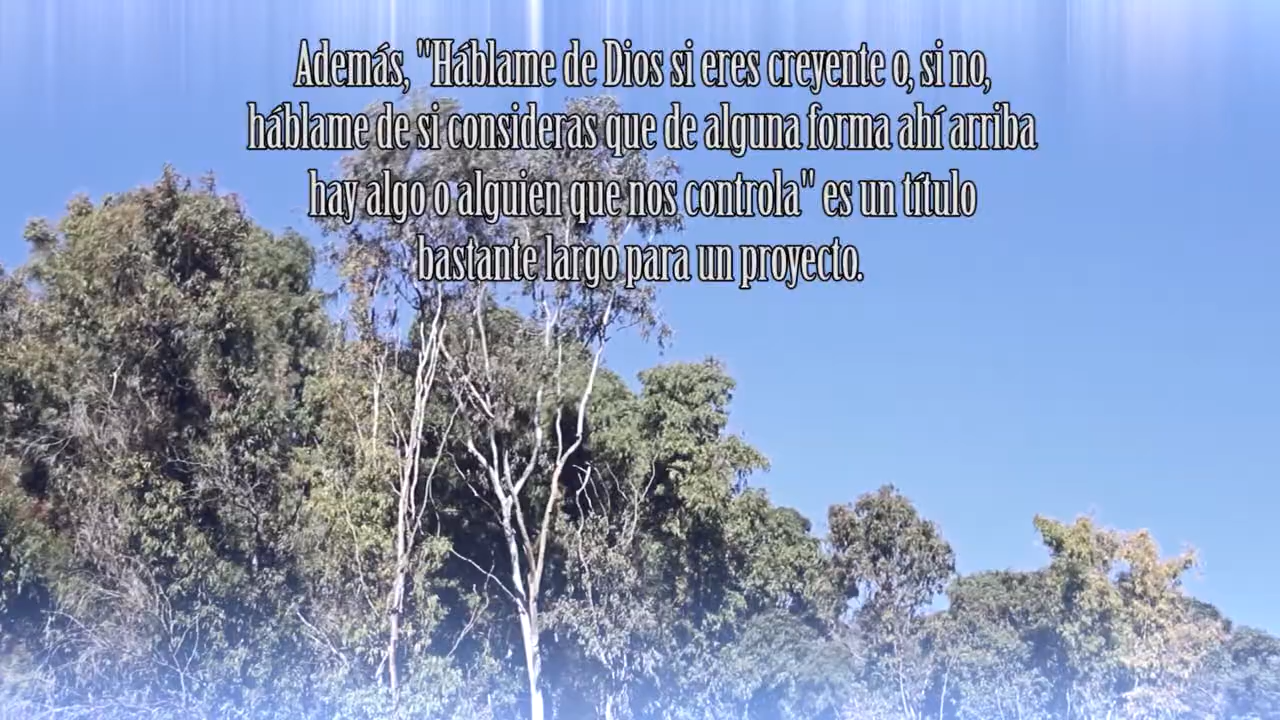 Además, "Háblame de Dios si eres creyente o, si no,
háblame de si consideras que de alguna forma ahí arriba
hay algo o alguien que nos controla" es un título
bastante largo para un proyecto.